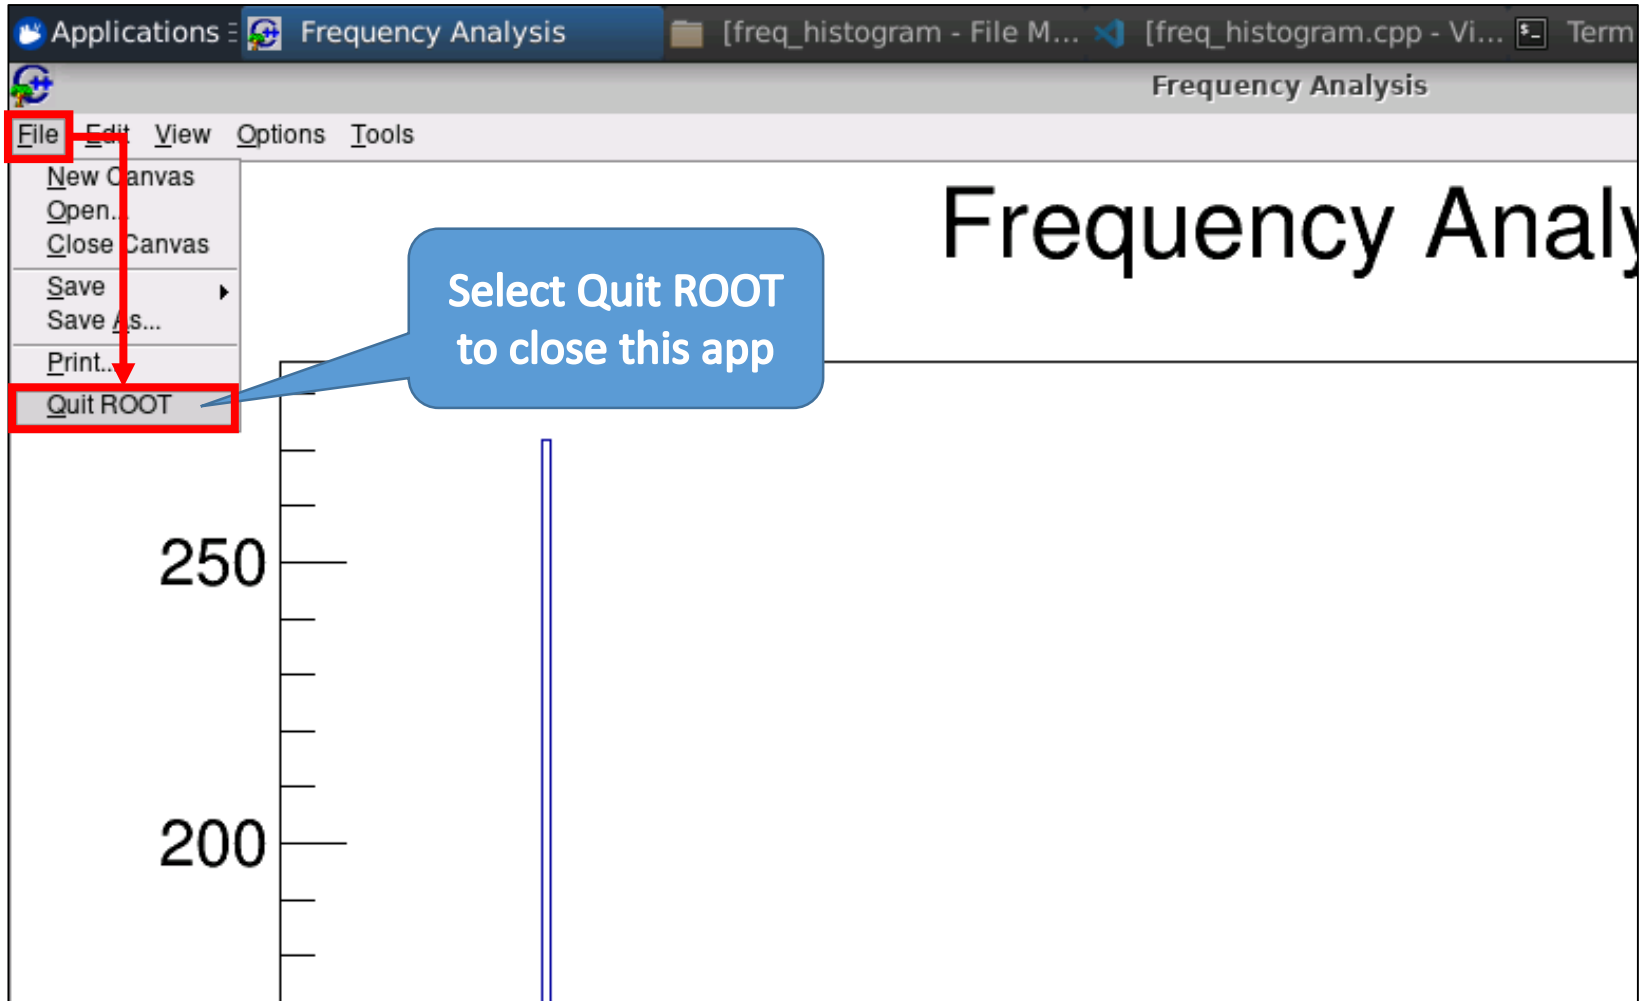 Applications
Frequency Analysis
[freq_histogram - File M...
[freq_histogram.cpp - Vi...
Term
Frequency Analysis
File Edit View Options Tools
New Canvas
Open...
Close Canvas
Save
Save As...
Print...
Quit ROOT
Select Quit ROOT
to close this app
Frequency Analy
250
200